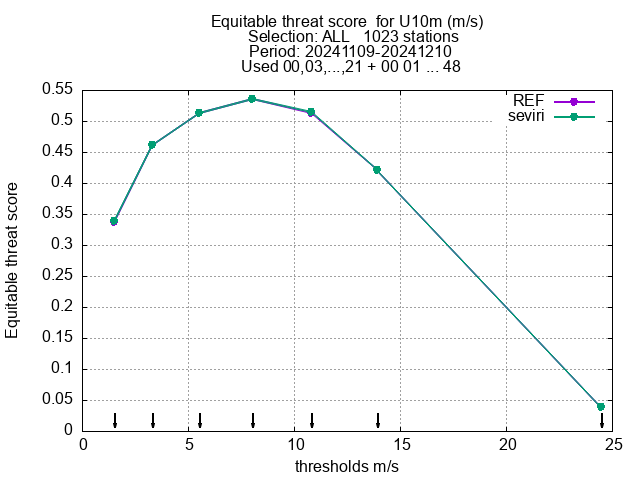 Equitable threat score  for U10m (m/s)
Selection: ALL   1023 stations
Period: 20241109-20241210
Used 00,03,...,21 + 00 01 ... 48
REF
seviri
Equitable threat score
0.55
0.5
0.45
0.4
0.35
0.3
0.25
0.2
0.15
0.1
0.05
0
0 5 10 15 20 25
thresholds m/s